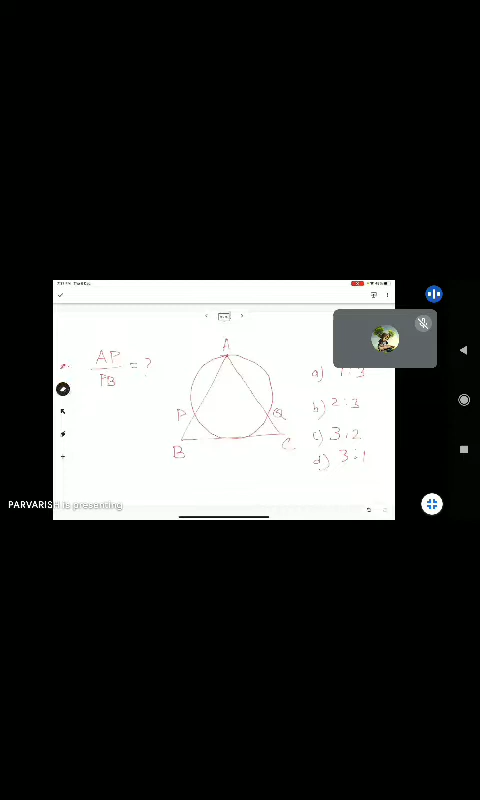 AP
PB
= ?
A
P
Q
B
C
a) 1 : 3
b) 2 : 3
c) 3 : 2
d) 3 : 1
PARVARISH is presenting